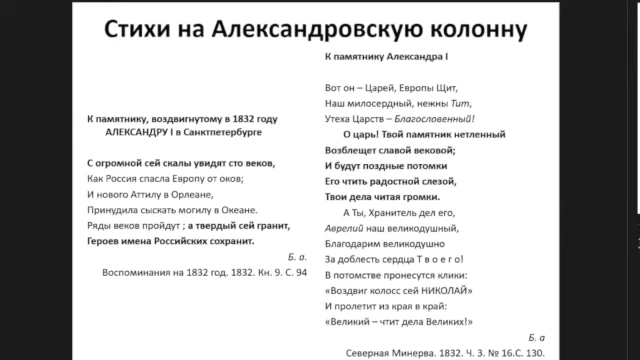 Стихи на Александровскую колонну
К памятнику, воздвигнутому в 1832 году
АЛЕКСАНДРУ I в Санктпетербурге
С огромной сей скалы увидят сто веков,
Как Россия спасла Европу от оков;
И нового Аттилу в Орлеане,
Принудила сыскать могилу в Океане.
Ряды веков пройдут ; а твердый сей гранит,
Героев имена Российских сохранит.
Б. а.
Воспоминания на 1832 год. 1832. Кн. 9. С. 94
К памятнику Александра I
Вот он – Царей, Европы Щит,
Наш милосердный, нежны Тит,
Утеха Царств – Благословенный!
О царь! Твой памятник нетленный
Возблещет славой вековой;
И будут поздные потомки
Его чтить радостной слезой,
Твои дела читая громки.
А Ты, Хранитель дел его,
Аврелий наш великодушный,
Благодарим великодушно
За доблесть сердца Т в о е г о!
В потомстве пронесутся клики:
«Воздвиг колосс сей НИКОЛАЙ»
И пролетит из края в край:
«Великий – чтит дела Великих!»
Б. а
Северная Минерва. 1832. Ч. 3. № 16.С. 130.